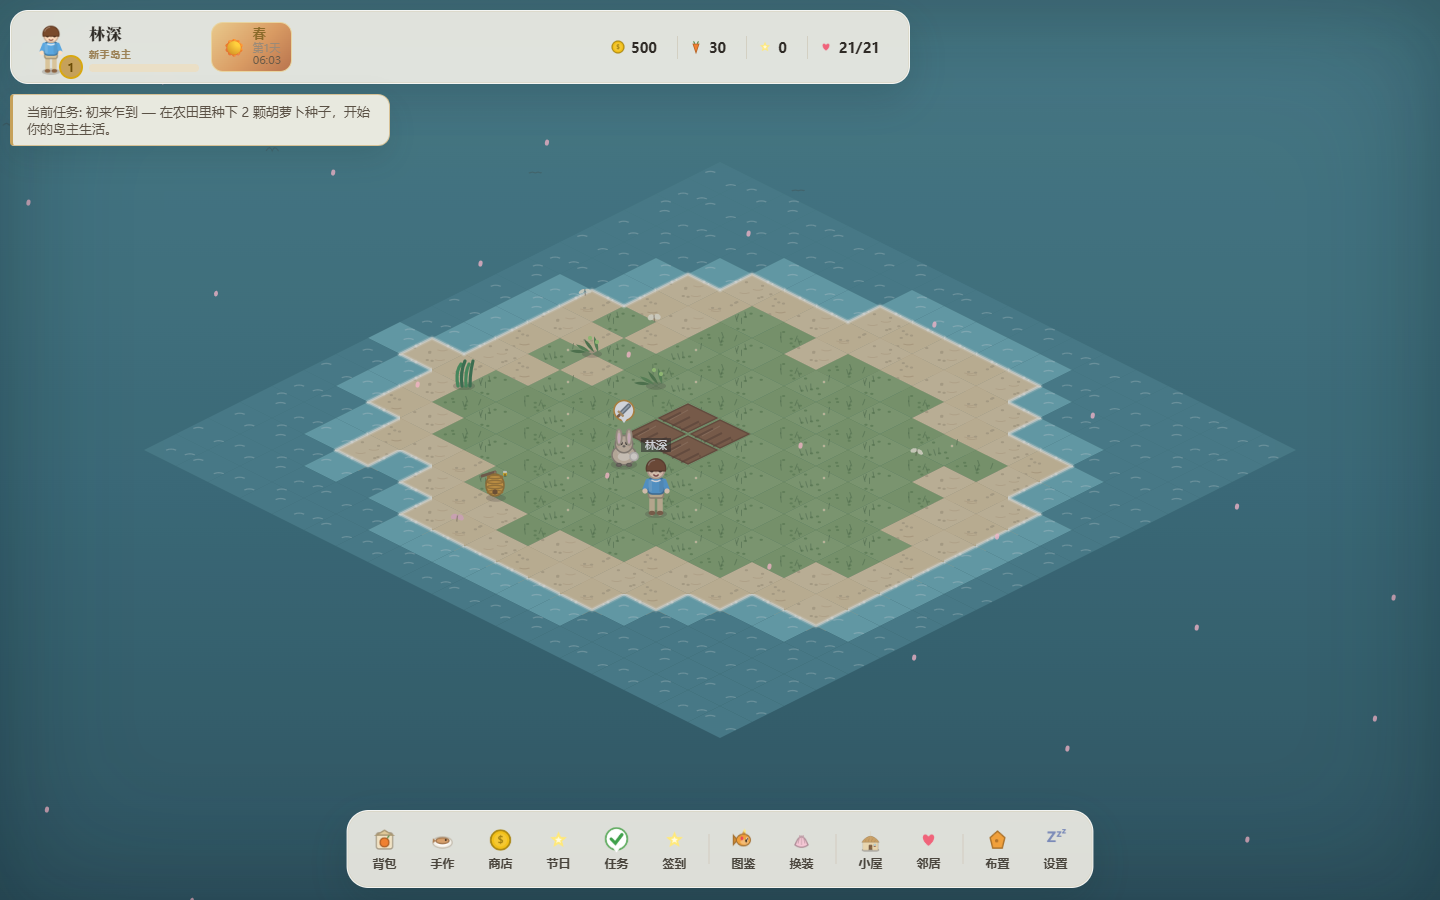 林深
新手岛主
1
春
第1天
06:03
500
30
0
21/21
当前任务: 初来乍到 — 在农田里种下 2 颗胡萝卜种子，开始
你的岛主生活。
林深
背包
手作
商店
节日
任务
签到
图鉴
换装
小屋
邻居
布置
设置